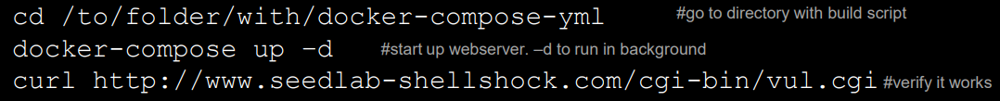 cd /to/folder/with/docker-compose-yml #go to directory with build script
docker-compose up –d #start up webserver. –d to run in background
curl http://www.seedlab-shellshock.com/cgi-bin/vul.cgi #verify it works